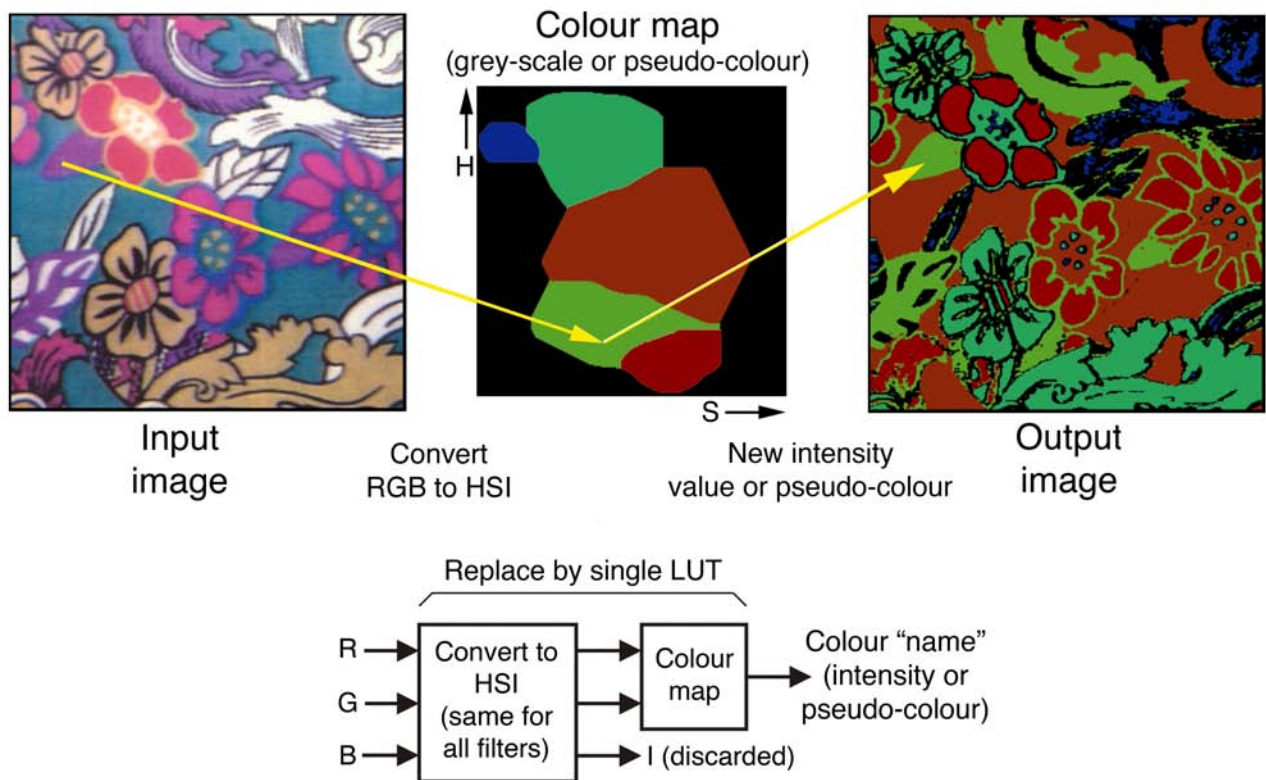 Colour map
(grey-scale or pseudo-colour)
H
S
Input
image
Convert
RGB to HSI
New intensity
value or pseudo-colour
Output
image
Replace by single LUT
R
G
B
Convert to
HSI
(same for
all filters)
Colour
map
I (discarded)
Colour “name”
(intensity or
pseudo-colour)